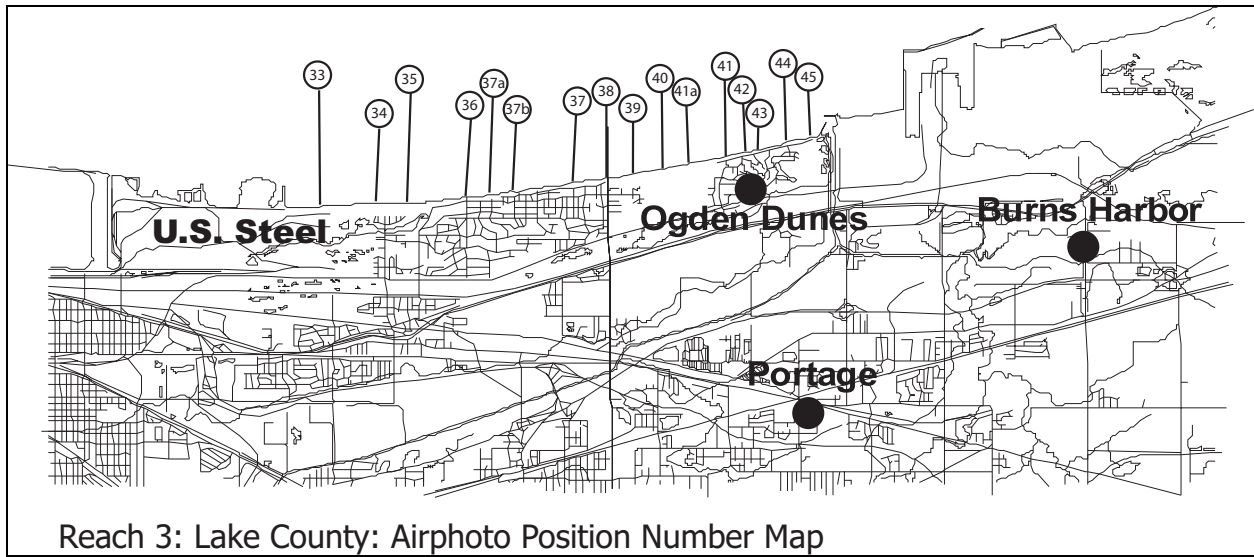 33
34
35
36
37a
37b
37
38
39
40
41a
41
42
43
44
45
U.S. Steel
Ogden Dunes
Burns Harbor
Portage
Reach 3: Lake County: Airphoto Position Number Map